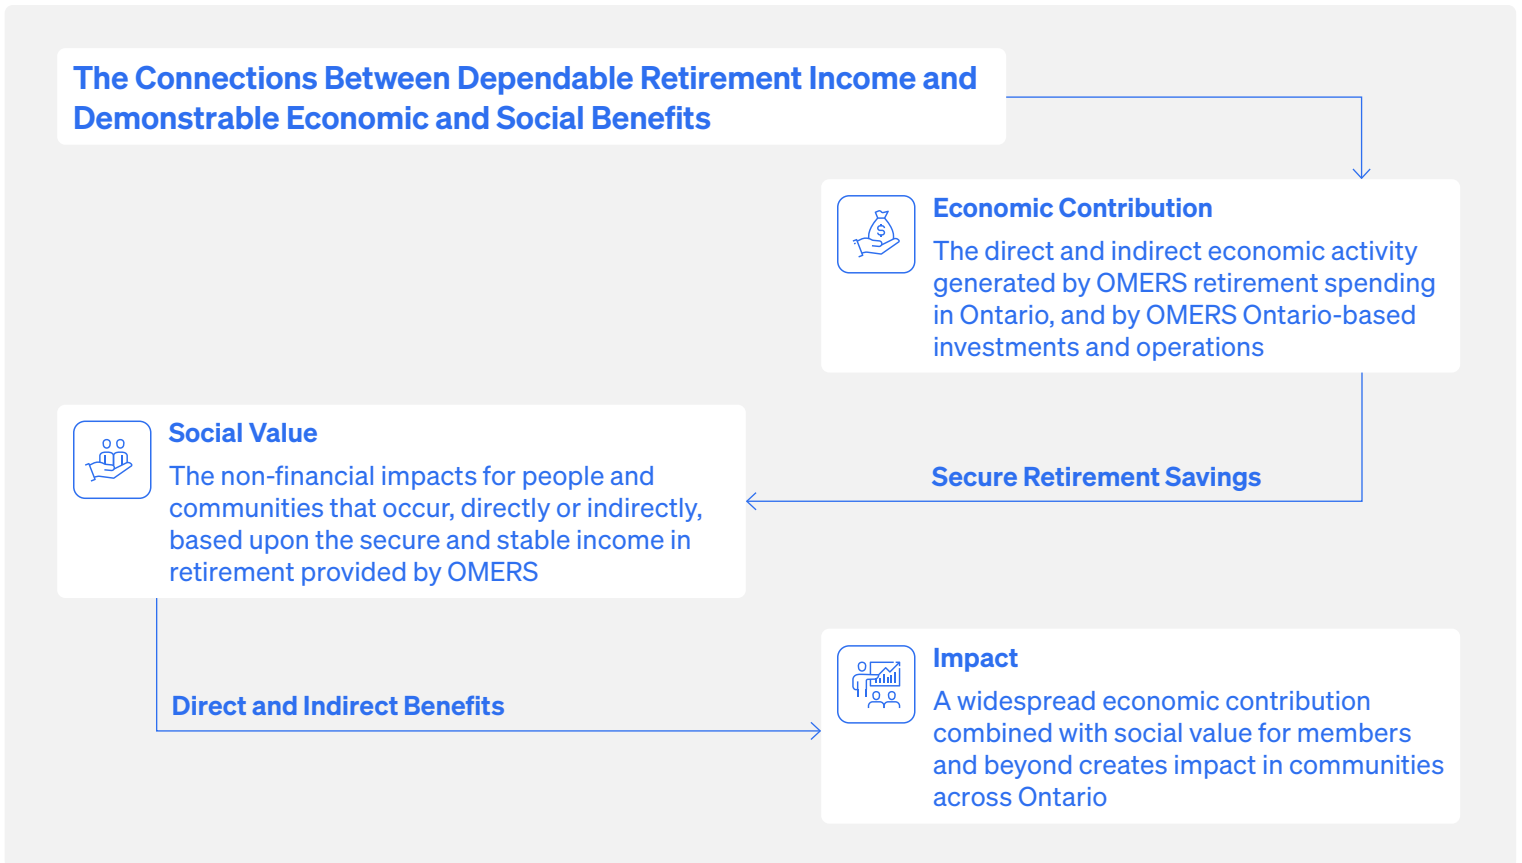 The Connections Between Dependable Retirement Income and
Demonstrable Economic and Social Benefits
Economic Contribution
The direct and indirect economic activity
generated by OMERS retirement spending
in Ontario, and by OMERS Ontario-based
investments and operations
Secure Retirement Savings
Social Value
The non-financial impacts for people and
communities that occur, directly or indirectly,
based upon the secure and stable income in
retirement provided by OMERS
Direct and Indirect Benefits
Impact
A widespread economic contribution
combined with social value for members
and beyond creates impact in communities
across Ontario